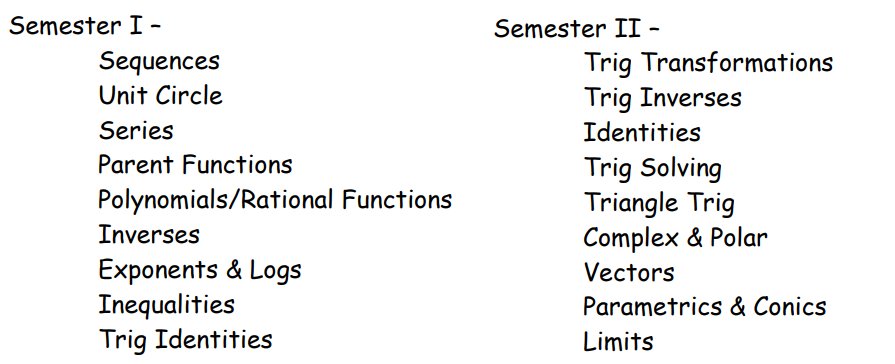 Semester I –
Sequences
Unit Circle
Series
Parent Functions
Polynomials/Rational Functions
Inverses
Exponents & Logs
Inequalities
Trig Identities
Semester II –
Trig Transformations
Trig Inverses
Identities
Trig Solving
Triangle Trig
Complex & Polar
Vectors
Parametrics & Conics
Limits